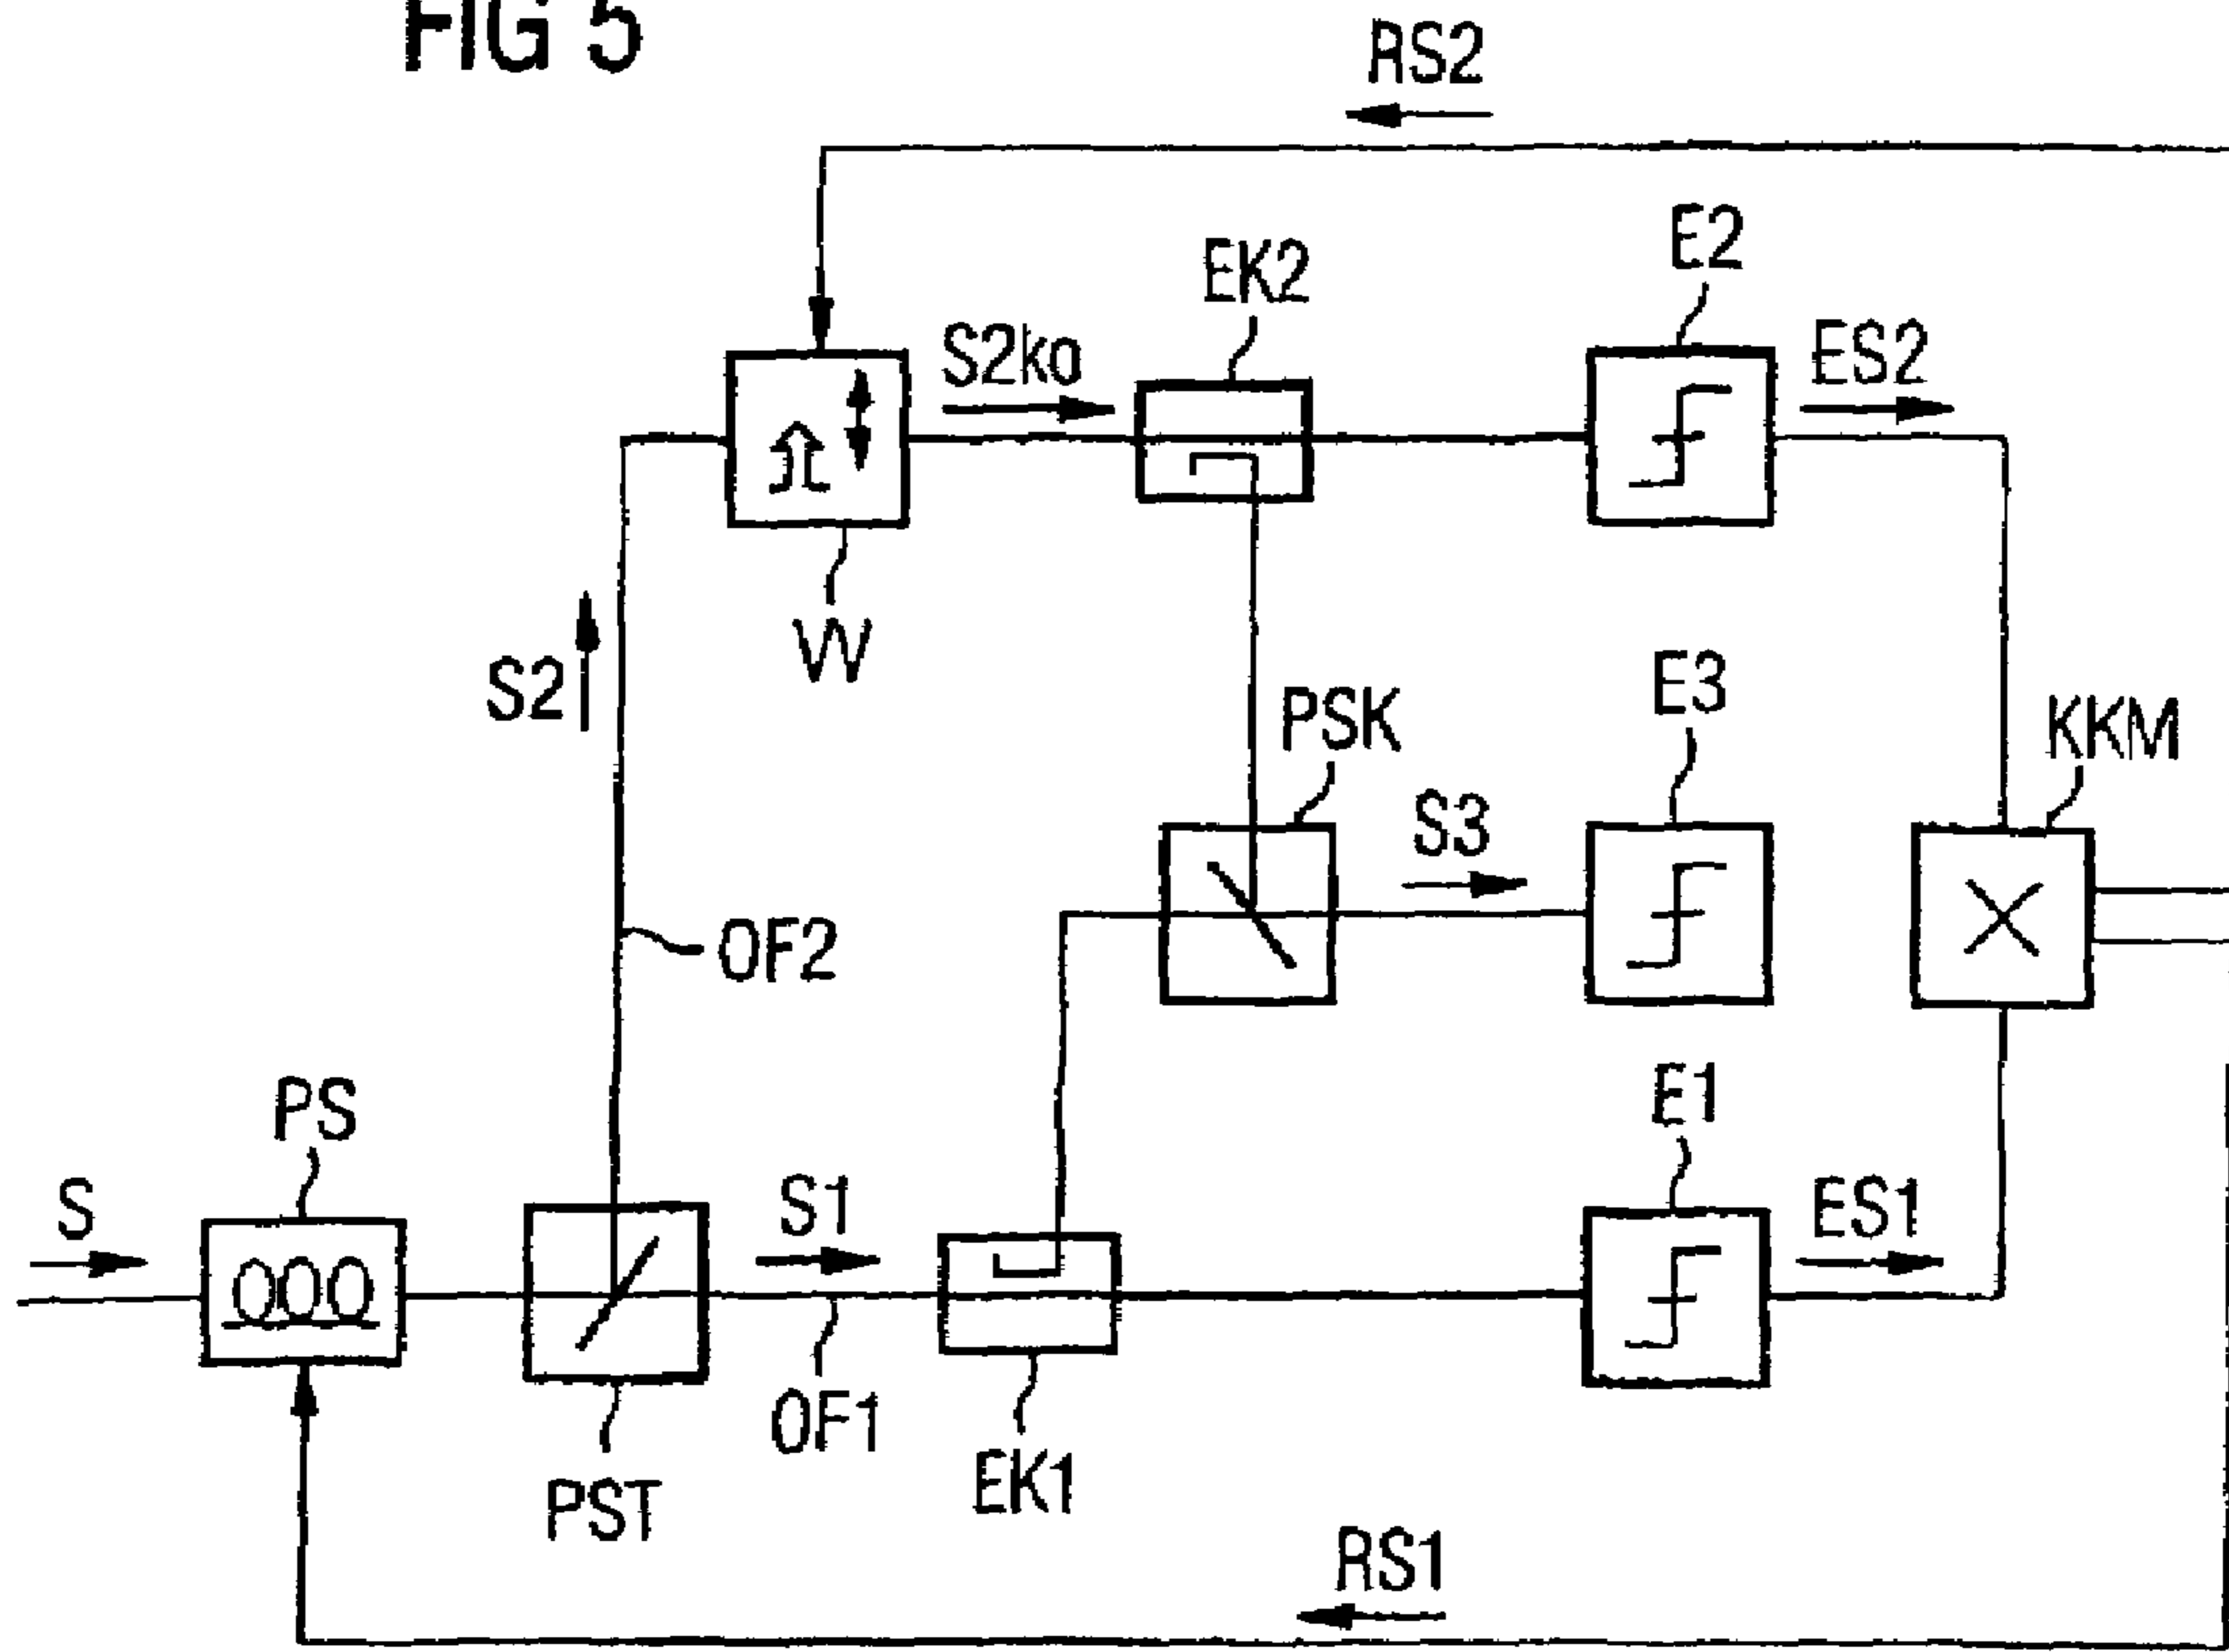 FIG 5
RS2
E2
EK2
S2ko
ES2
W
S2
E3
PSK
KKM
S3
OF2
PS
E1
S
S1
ES1
OF1
EK1
PST
RS1